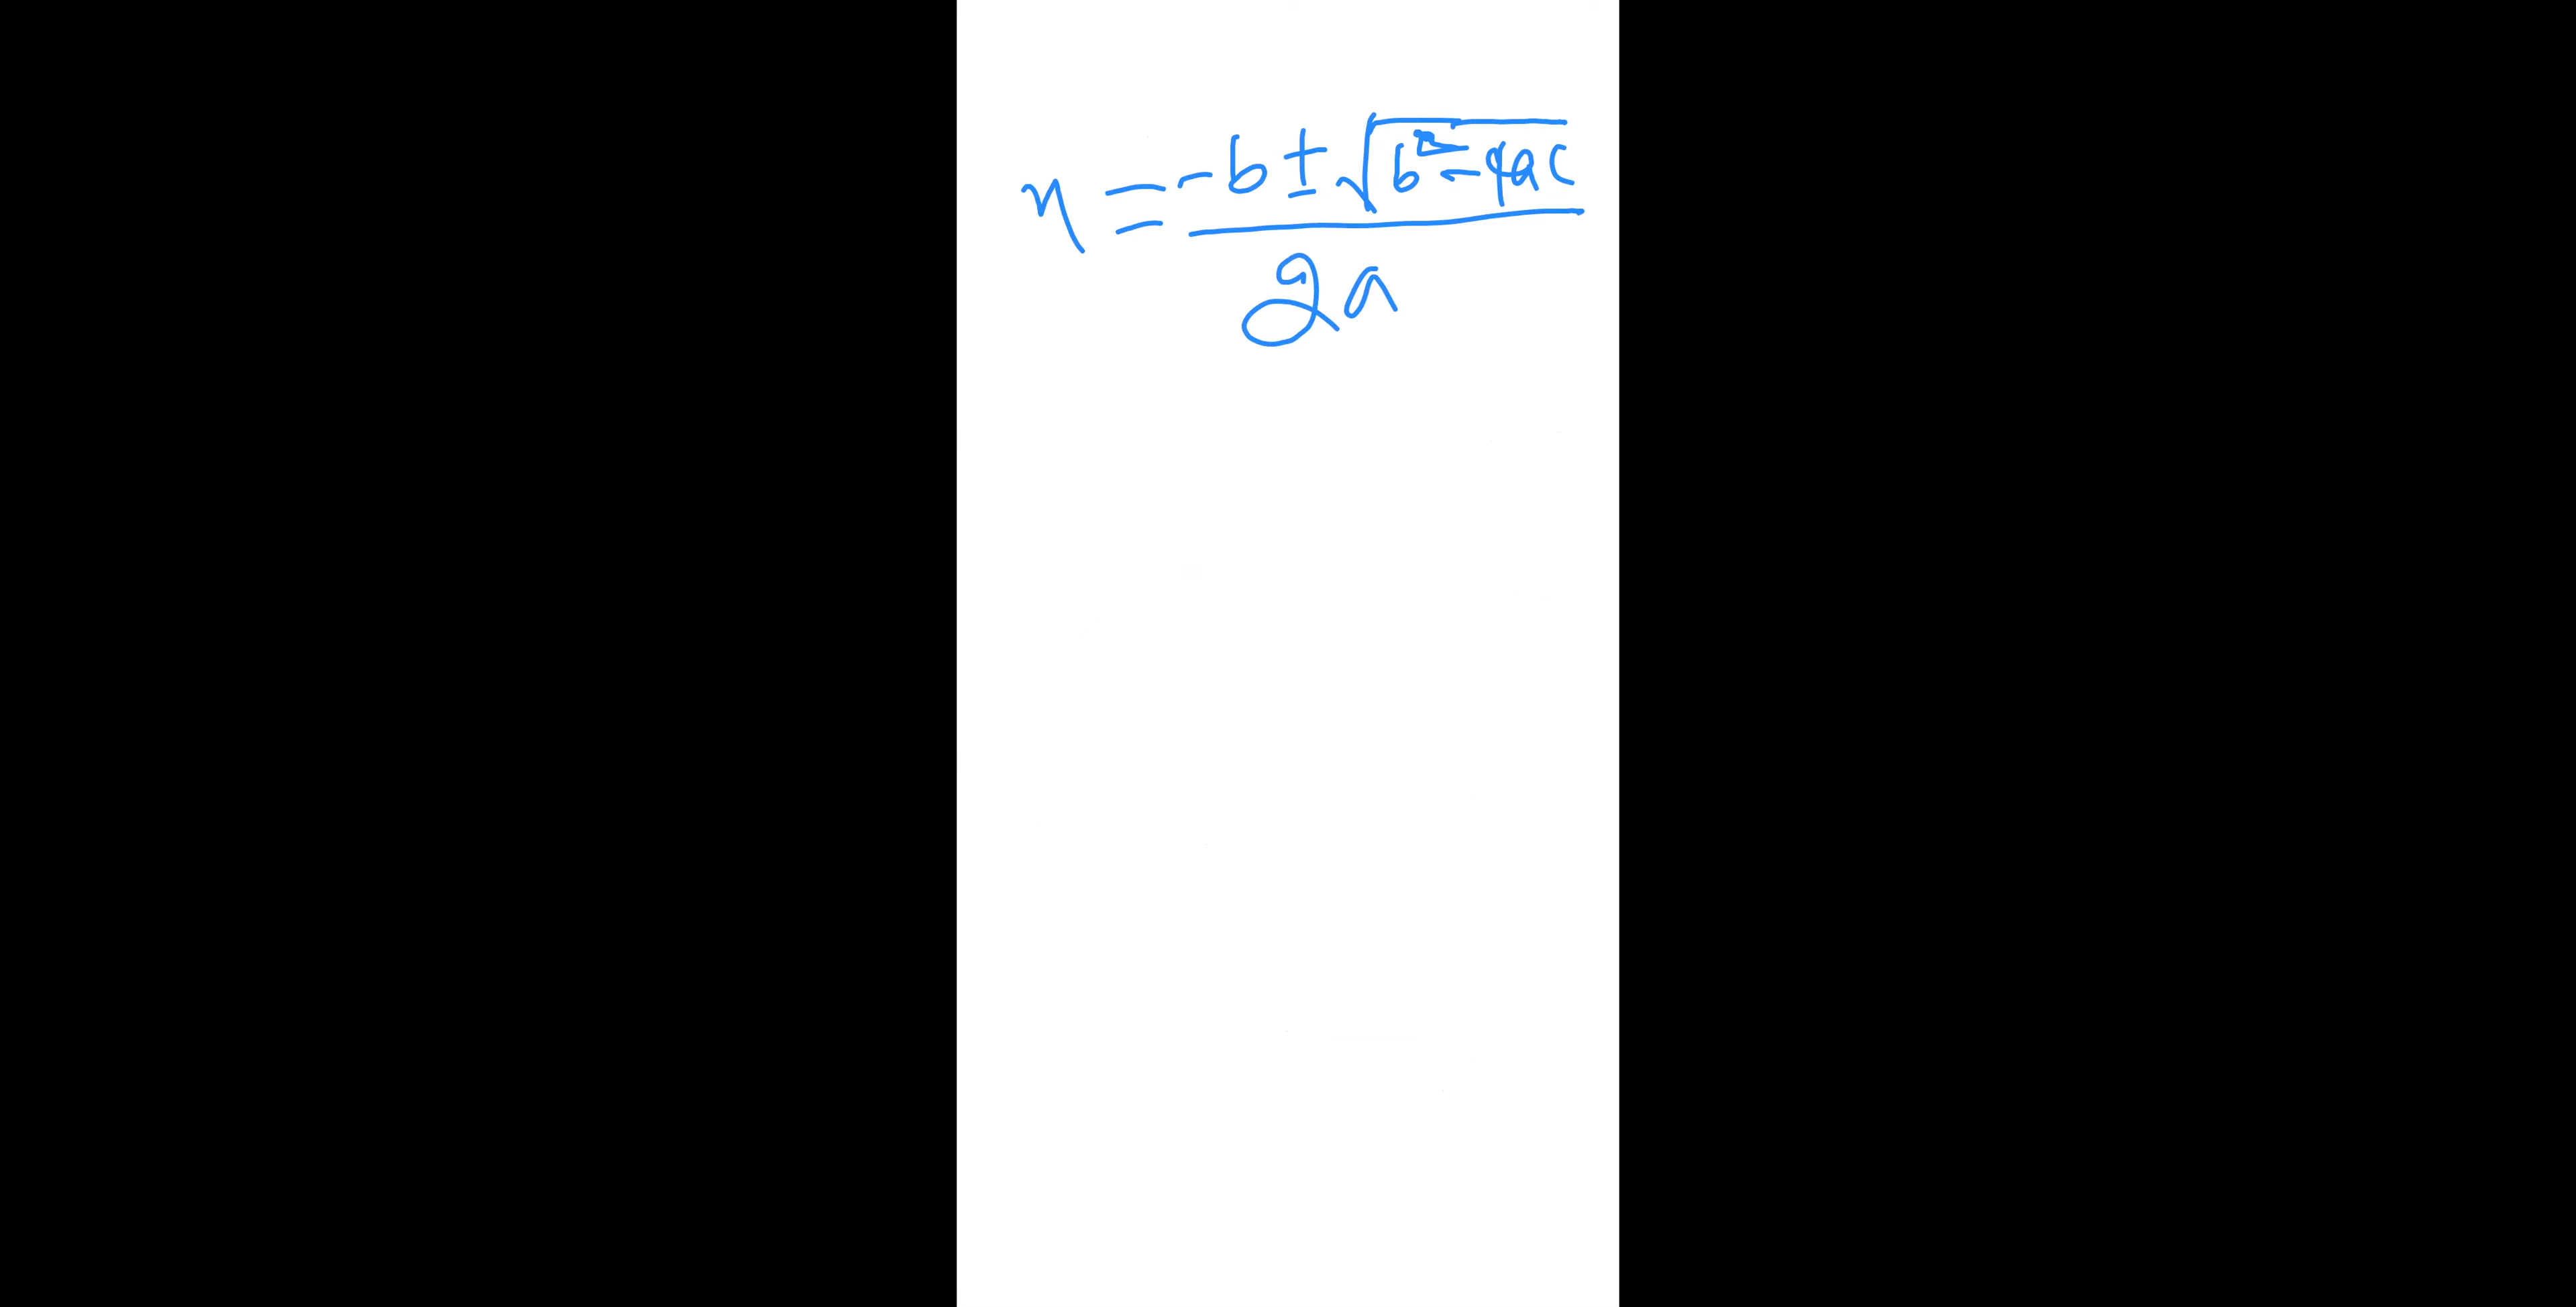 x = (-b ± √(b² - 4ac)) / 2a